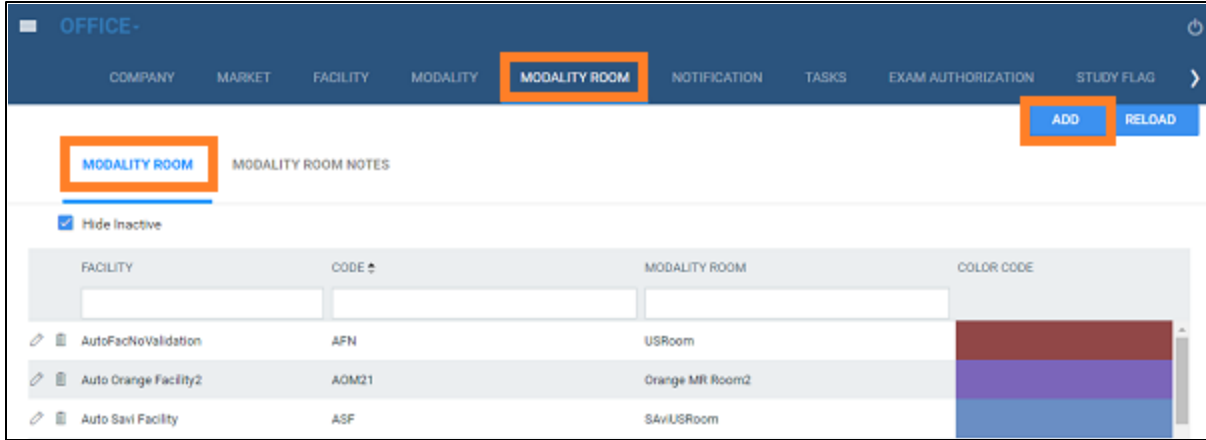 OFFICE-
COMPANY MARKET FACILITY MODALITY MODALITY ROOM NOTIFICATION TASKS EXAM AUTHORIZATION STUDY FLAG
ADD RELOAD
MODALITY ROOM MODALITY ROOM NOTES
Hide Inactive
FACILITY CODE MODALITY ROOM COLOR CODE
AutoFacNoValidation AFN USRoom
Auto Orange Facility2 AOM21 Orange MR Room2
Auto Savi Facility ASF SAviUSRoom